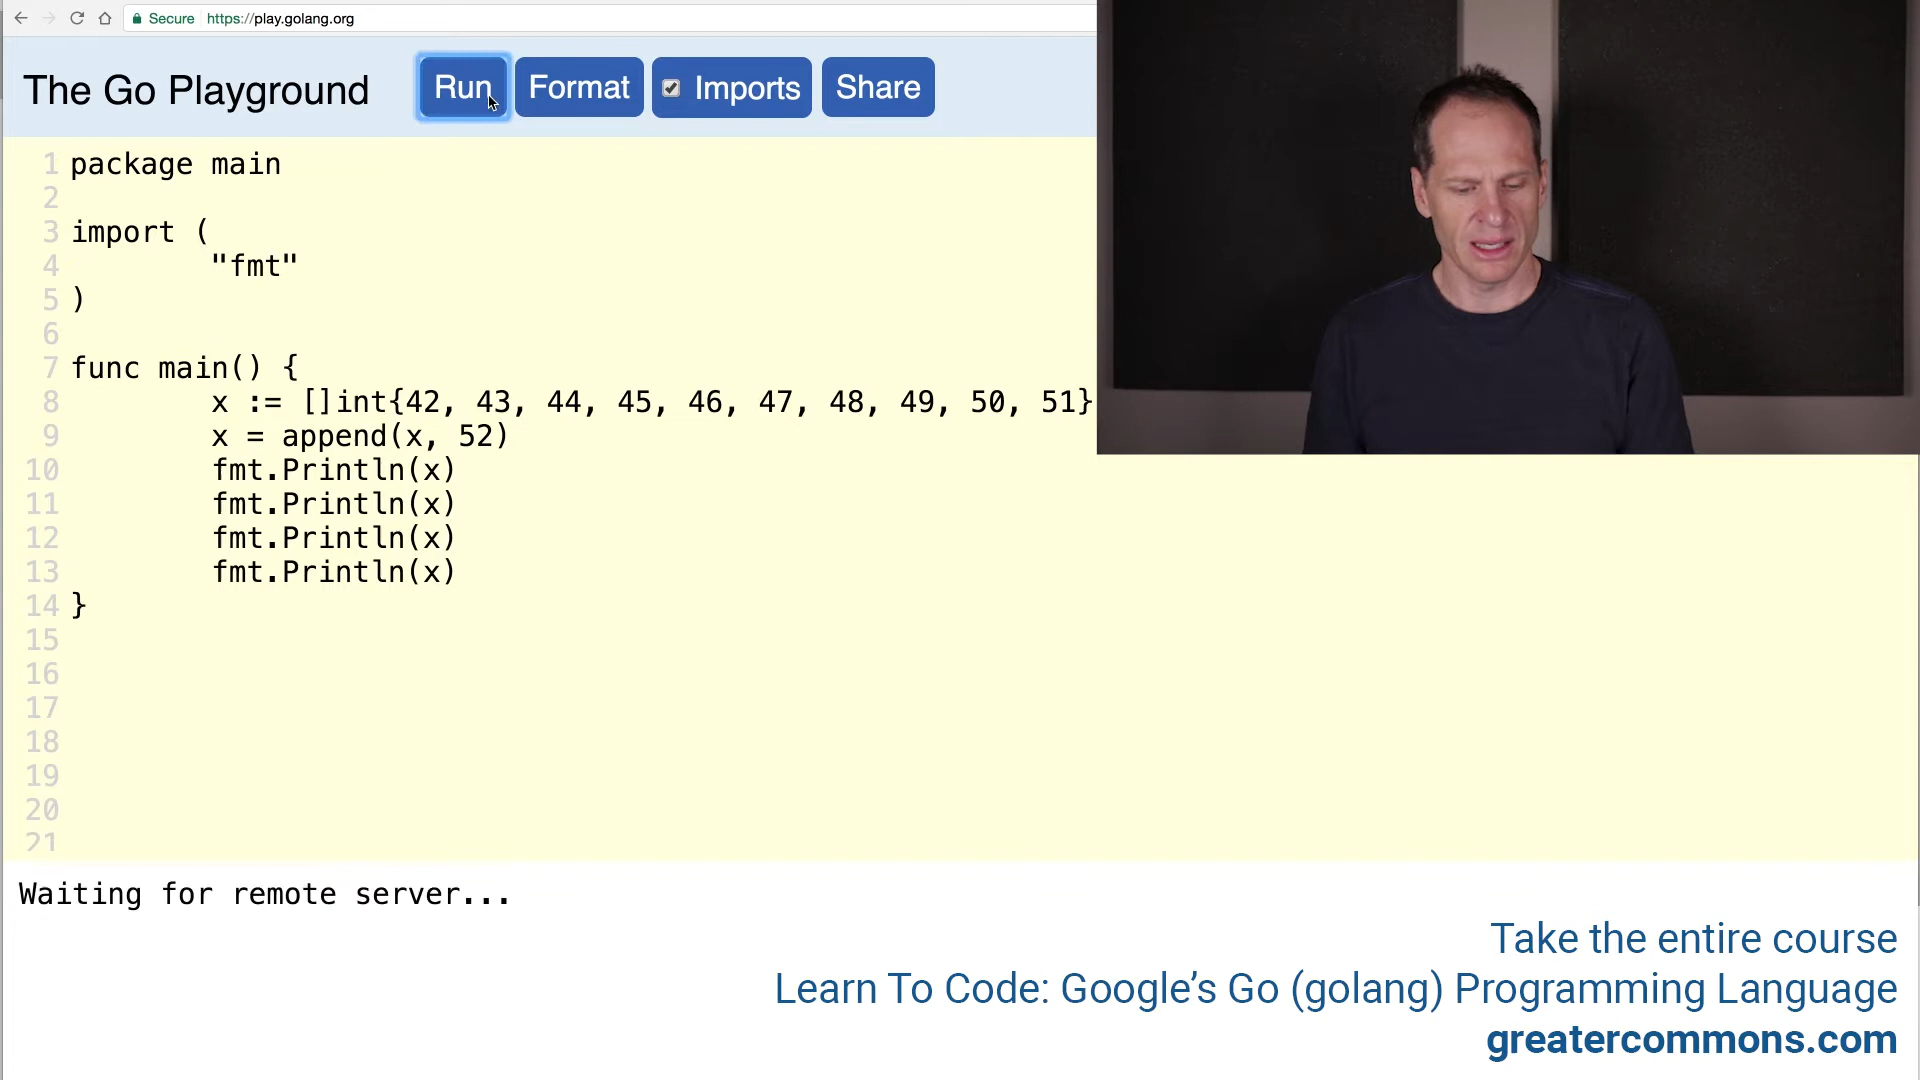 Secure https://play.golang.org
The Go Playground Run Format Imports Share
1 package main
2
3 import (
4 "fmt"
5 )
6
7 func main() {
8 x := []int{42, 43, 44, 45, 46, 47, 48, 49, 50, 51}
9 x = append(x, 52)
10 fmt.Println(x)
11 fmt.Println(x)
12 fmt.Println(x)
13 fmt.Println(x)
14 }
15
16
17
18
19
20
21
Waiting for remote server...
Take the entire course
Learn To Code: Google’s Go (golang) Programming Language
greatercommons.com